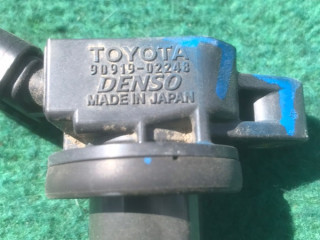 TOYOTA
90919-02248
DENSO
MADE IN JAPAN